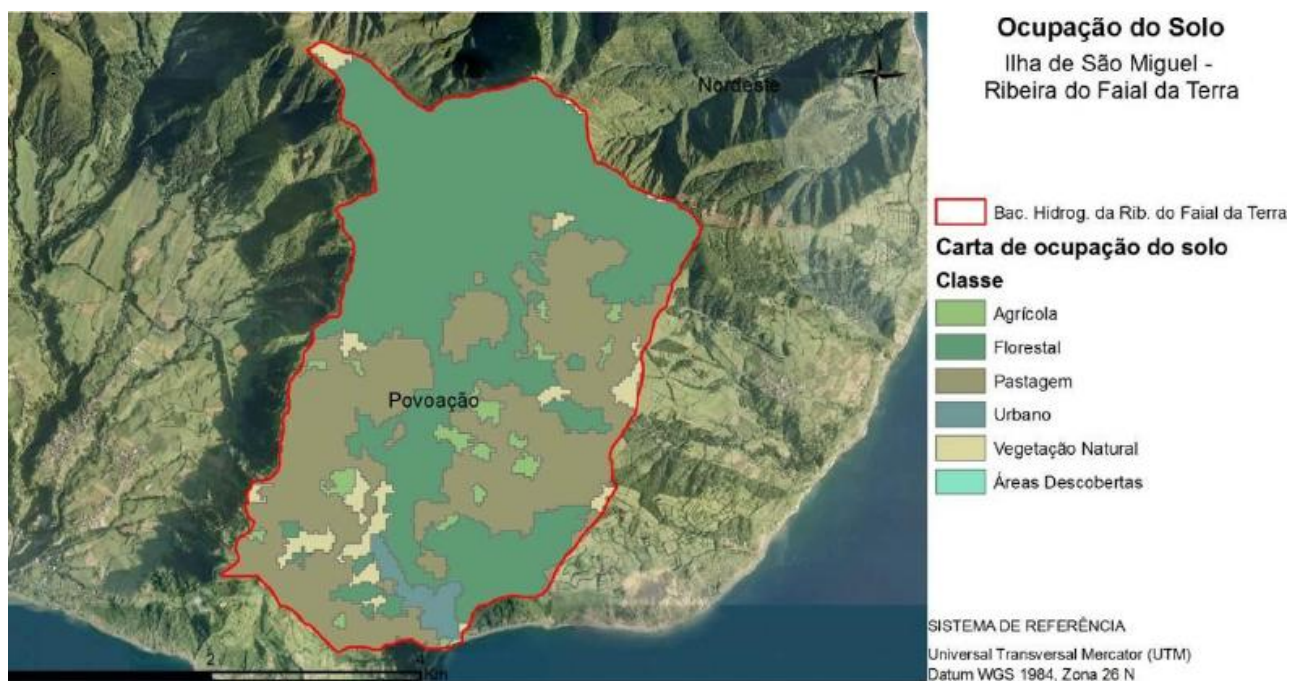 Ocupação do Solo
Ilha de São Miguel -
Ribeira do Faial da Terra
Nordeste
Povoação
Bac. Hidrog. da Rib. do Faial da Terra
Carta de ocupação do solo
Classe
Agrícola
Florestal
Pastagem
Urbano
Vegetação Natural
Áreas Descobertas
2
4
Km
SISTEMA DE REFERÊNCIA
Universal Transversal Mercator (UTM)
Datum WGS 1984, Zona 26 N